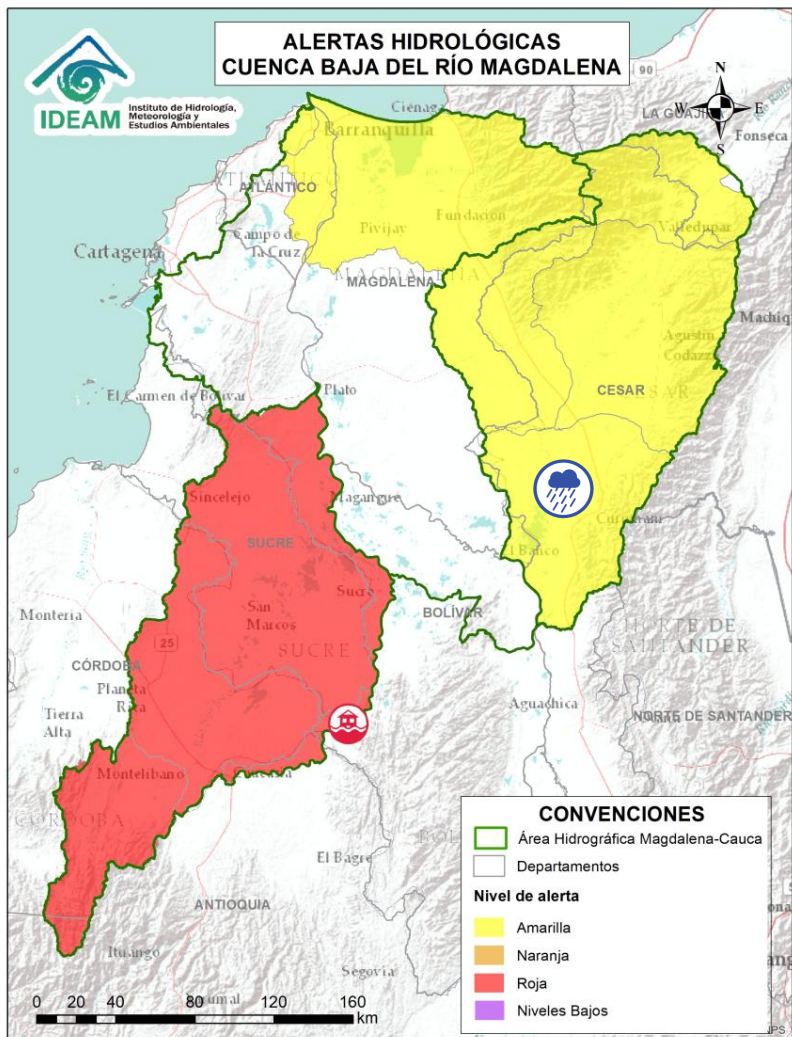 ALERTAS HIDROLÓGICAS
CUENCA BAJA DEL RÍO MAGDALENA
IDEAM
Instituto de Hidrología,
Meteorología y
Estudios Ambientales
N
W
E
S
90
Ciénaga
LA GUAJIRA
Fonseca
Barranquilla
ATLÁNTICO
Pivijay
Fundación
Valledupar
Cartagena
Campo de
la Cruz
MAGDALENA
MAGDALENA
Agustín
Codazzi
CESAR
El Carmen de Bolívar
Plato
Sincelejo
Magangué
SUCRE
El Banco
Sucre
San
Marcos
BOLÍVAR
Montería
SUCRE
NORTE DE
SANTANDER
25
CÓRDOBA
Planeta
Rica
Tierra
Alta
Aguachica
NORTE DE SANTANDER
Montelíbano
CÓRDOBA
El Bagre
ANTIOQUIA
Ituango
Segovia
CONVENCIONES
Área Hidrográfica Magdalena-Cauca
Departamentos
Nivel de alerta
Amarilla
Naranja
Roja
Niveles Bajos
0 20 40 80 120 160
km